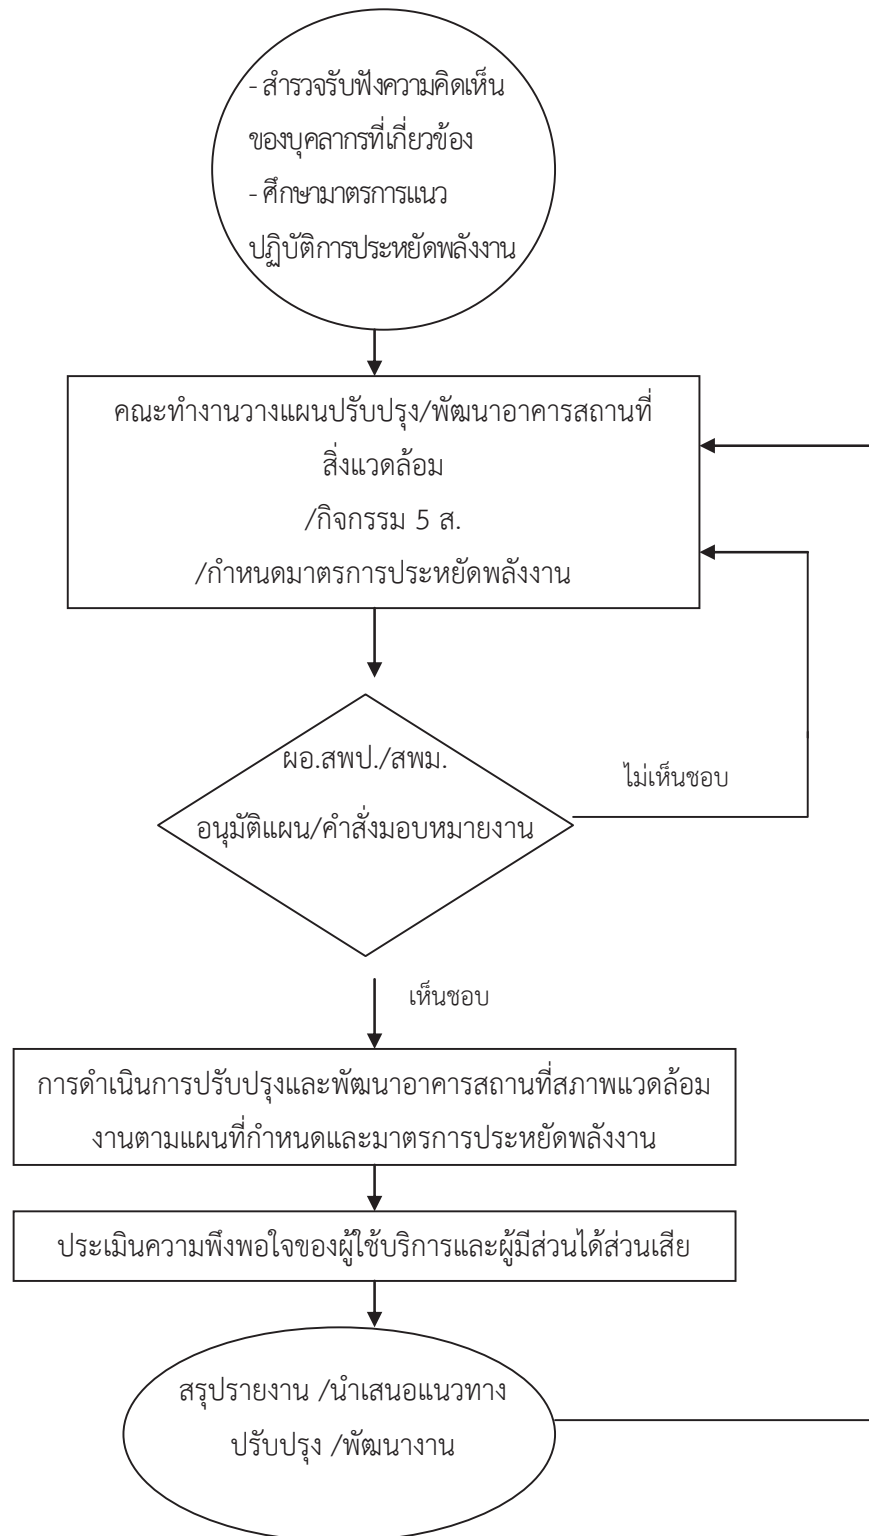 - สำรวจรับฟังความคิดเห็น
ของบุคลากรที่เกี่ยวข้อง
- ศึกษามาตรการแนว
ปฏิบัติการประหยัดพลังงาน
คณะทำงานวางแผนปรับปรุง/พัฒนาอาคารสถานที่
สิ่งแวดล้อม
/กิจกรรม 5 ส.
/กำหนดมาตรการประหยัดพลังงาน
ผอ.สพป./สพม.
อนุมัติแผน/คำสั่งมอบหมายงาน
ไม่เห็นชอบ
เห็นชอบ
การดำเนินการปรับปรุงและพัฒนาอาคารสถานที่สภาพแวดล้อม
งานตามแผนที่กำหนดและมาตรการประหยัดพลังงาน
ประเมินความพึงพอใจของผู้ใช้บริการและผู้มีส่วนได้ส่วนเสีย
สรุปรายงาน /นำเสนอแนวทาง
ปรับปรุง /พัฒนางาน